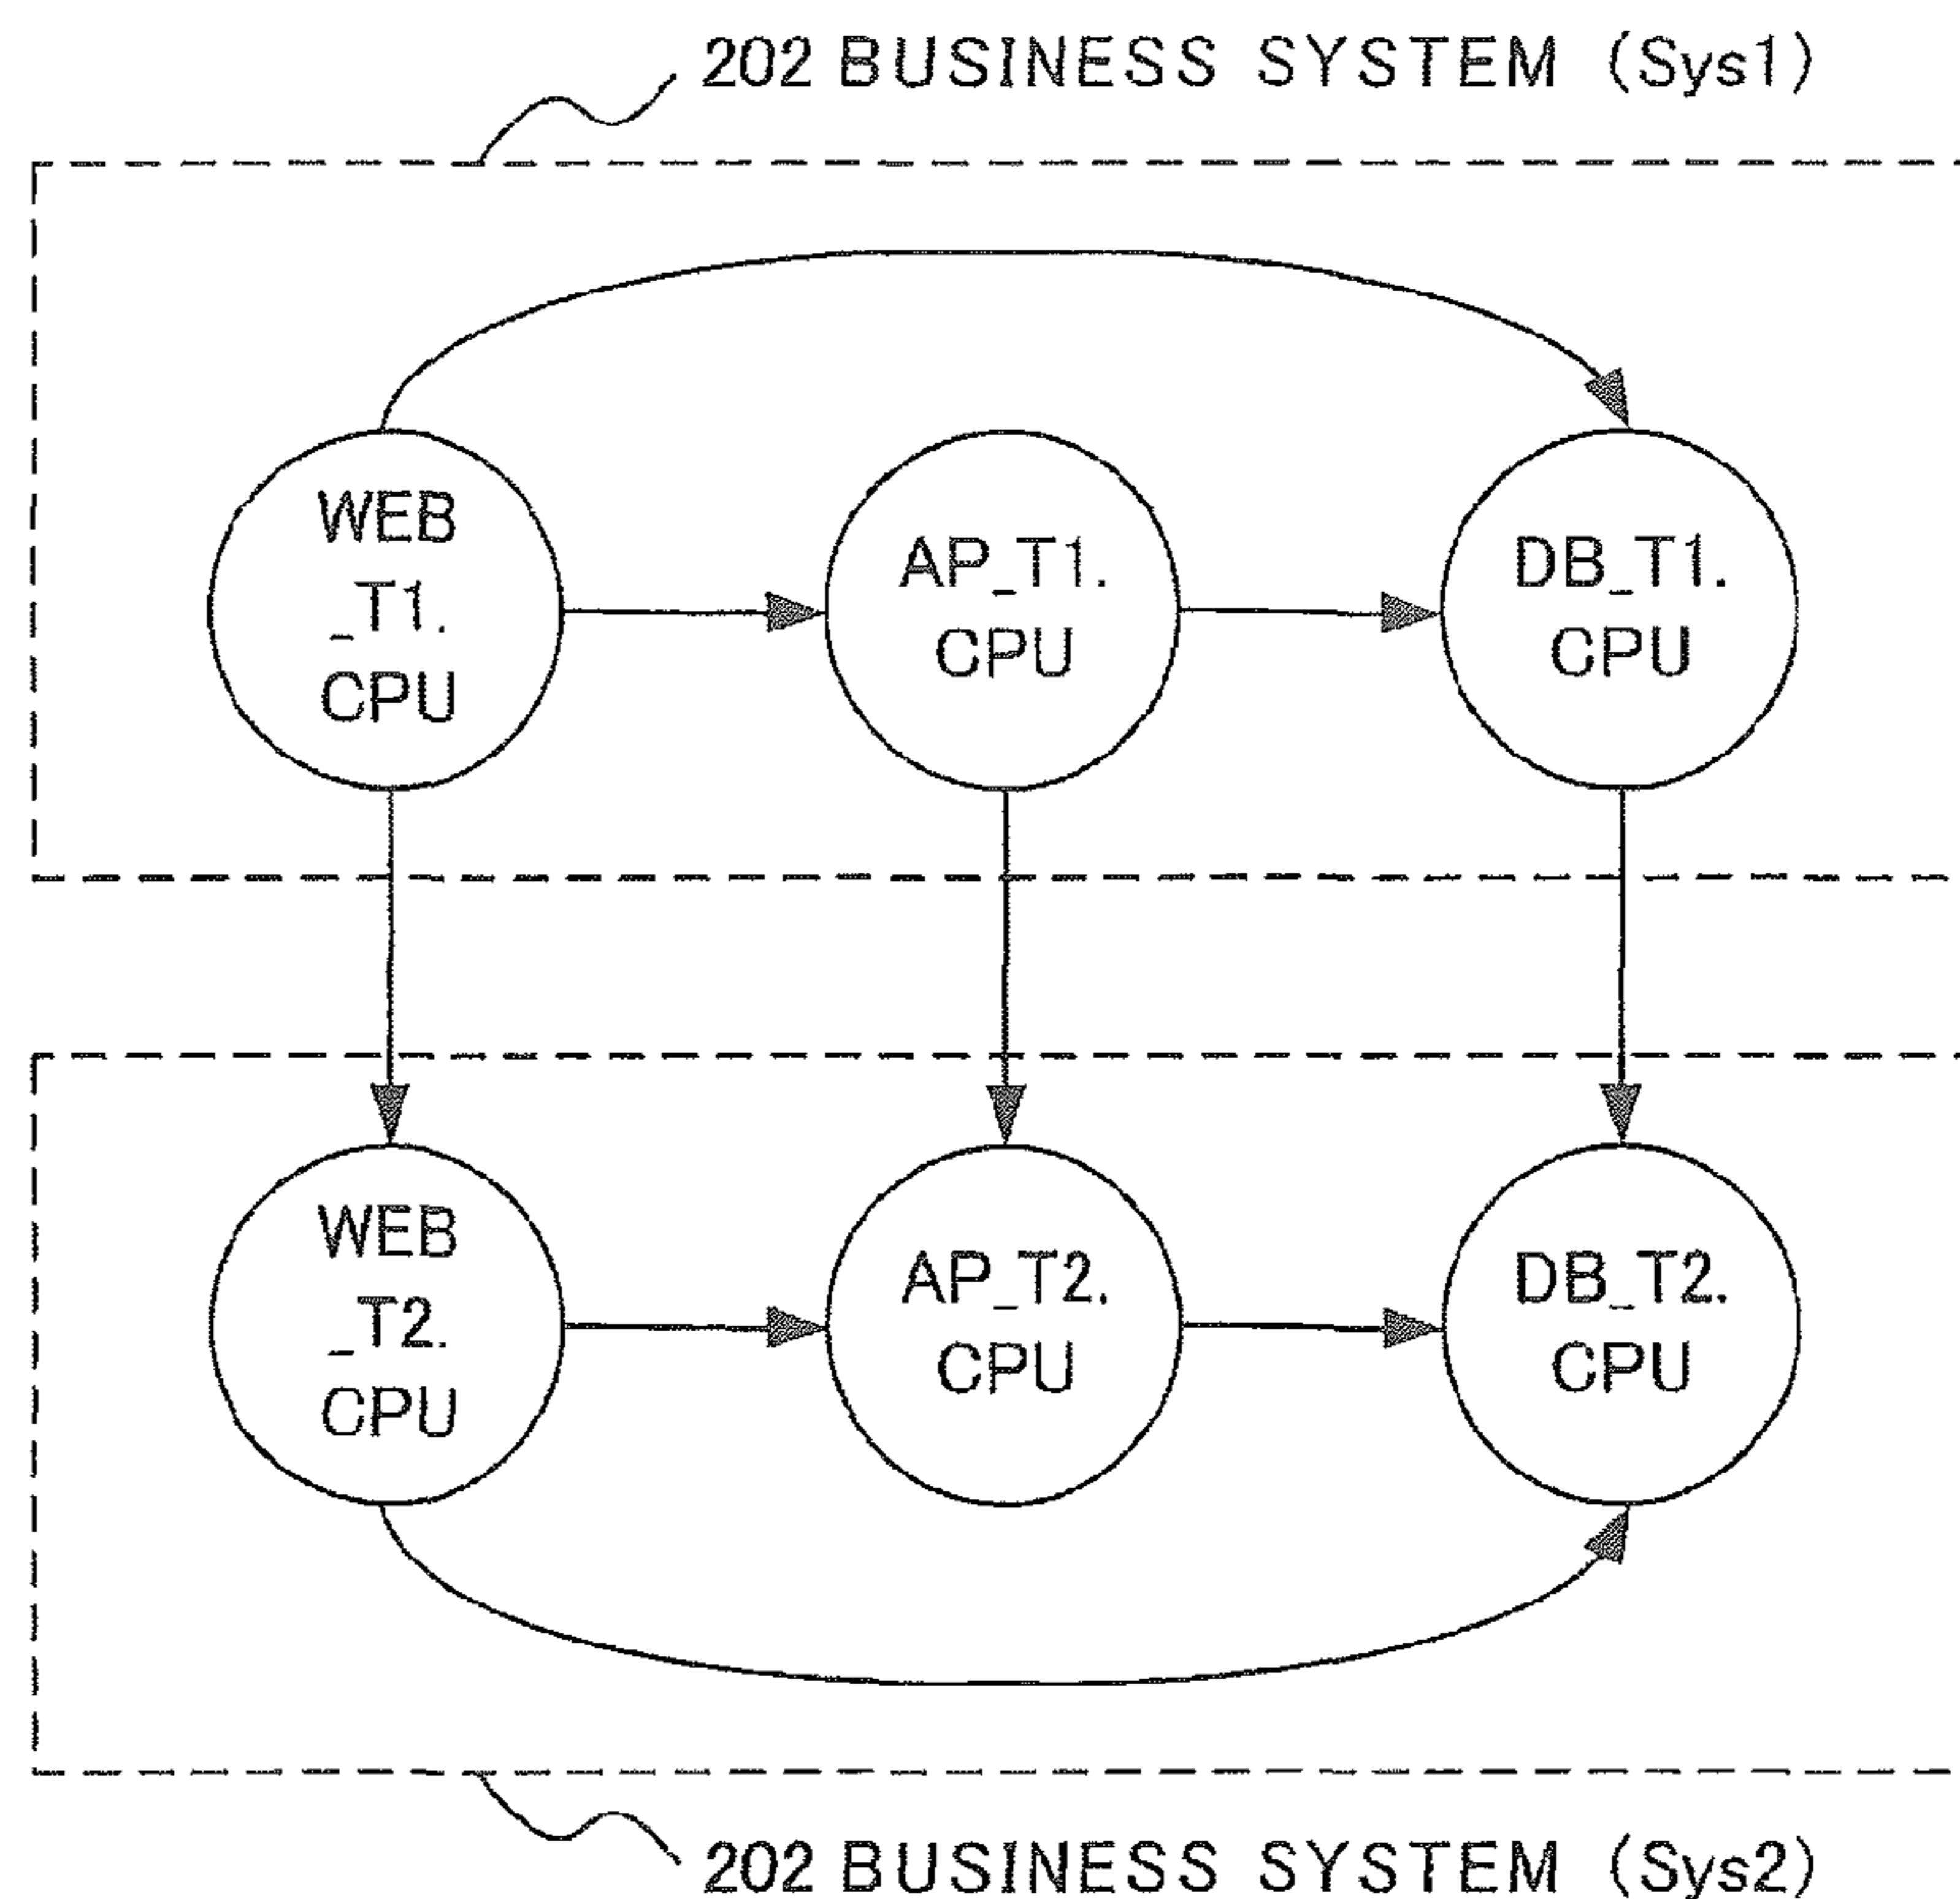 202 BUSINESS SYSTEM (Sys1)
WEB
_T1.
CPU
AP_T1.
CPU
DB_T1.
CPU
WEB
_T2.
CPU
AP_T2.
CPU
DB_T2.
CPU
202 BUSINESS SYSTEM (Sys2)